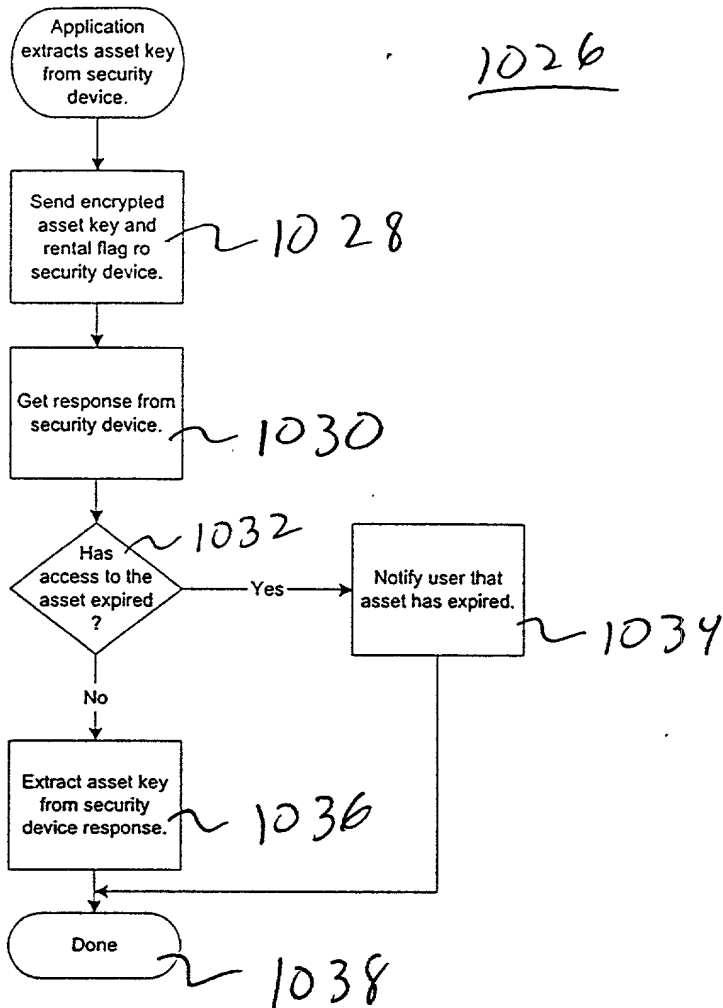 Application
extracts asset key
from security
device.
1026
Send encrypted
asset key and
rental flag ro
security device.
1028
Get response from
security device.
1030
1032
Has
access to the
asset expired
?
Yes
Notify user that
asset has expired.
1034
No
Extract asset key
from security
device response.
1036
Done
1038